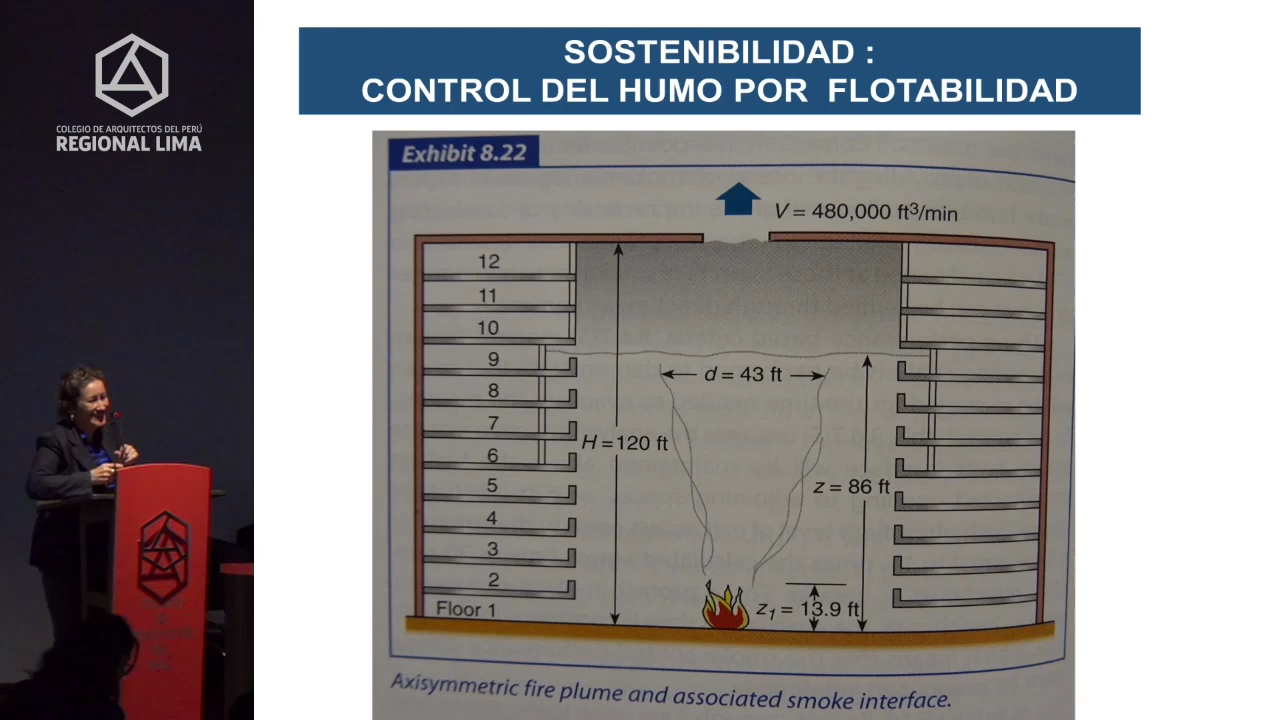 COLEGIO DE ARQUITECTOS DEL PERÚ
REGIONAL LIMA
SOSTENIBILIDAD :
CONTROL DEL HUMO POR FLOTABILIDAD
Exhibit 8.22
V = 480,000 ft³/min
12
11
10
9
8
7
6
5
4
3
2
Floor 1
d = 43 ft
H = 120 ft
z = 86 ft
z₁ = 13.9 ft
Axisymmetric fire plume and associated smoke interface.